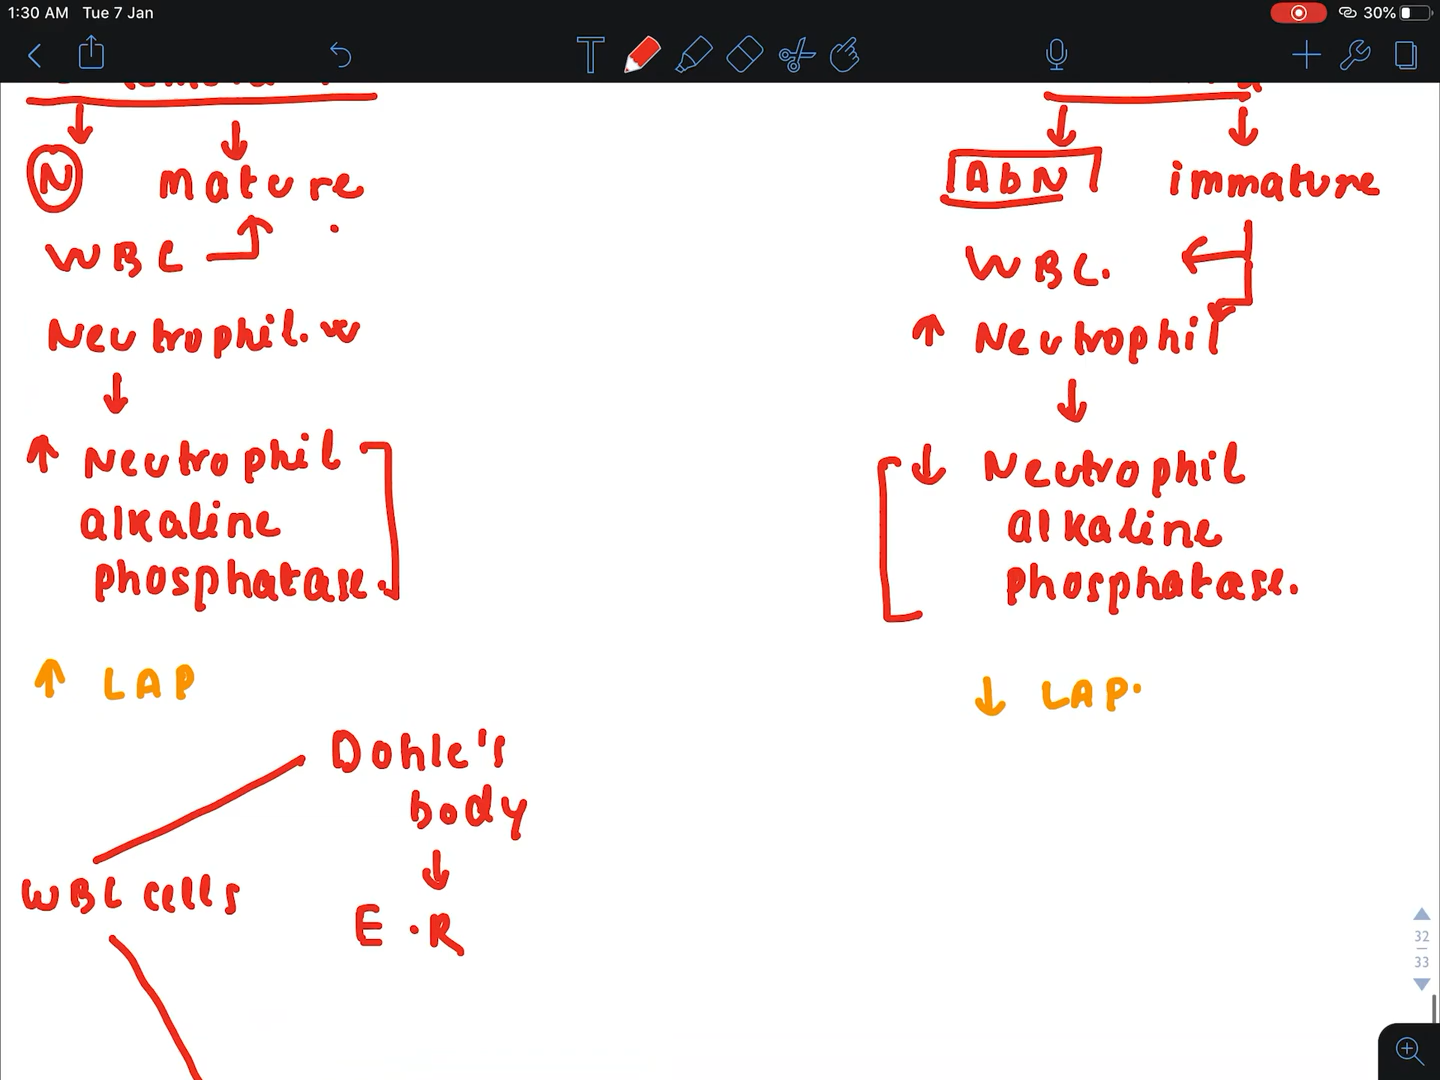 1:30 AM Tue 7 Jan
30%
N mature
WBC
Neutrophil.
↑ Neutrophil
alkaline
phosphatase.
↑ LAP
Dohle's
body
↓
E.R
WBC cells
AbN immature
WBC.
↑ Neutrophil
↓
↓ Neutrophil
alkaline
phosphatase.
↓ LAP.
32
33